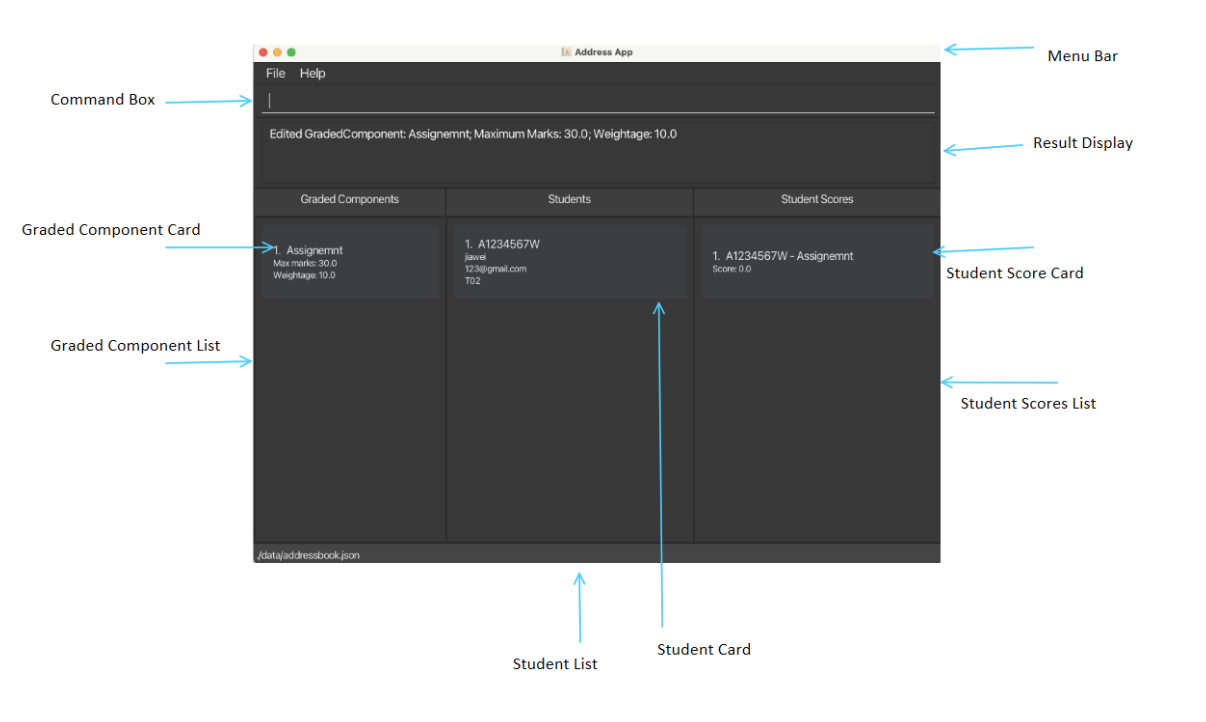 Address App
Menu Bar
File Help
Command Box
Edited GradedComponent: Assignemnt; Maximum Marks: 30.0; Weightage: 10.0
Result Display
Graded Components
Students
Student Scores
Graded Component Card
1. Assignemnt
Max marks: 30.0
Weightage: 10.0
1. A1234567W
jiawei
123@gmail.com
T02
1. A1234567W - Assignemnt
Score: 0.0
Student Score Card
Graded Component List
Student Scores List
./data/addressbook.json
Student List
Student Card